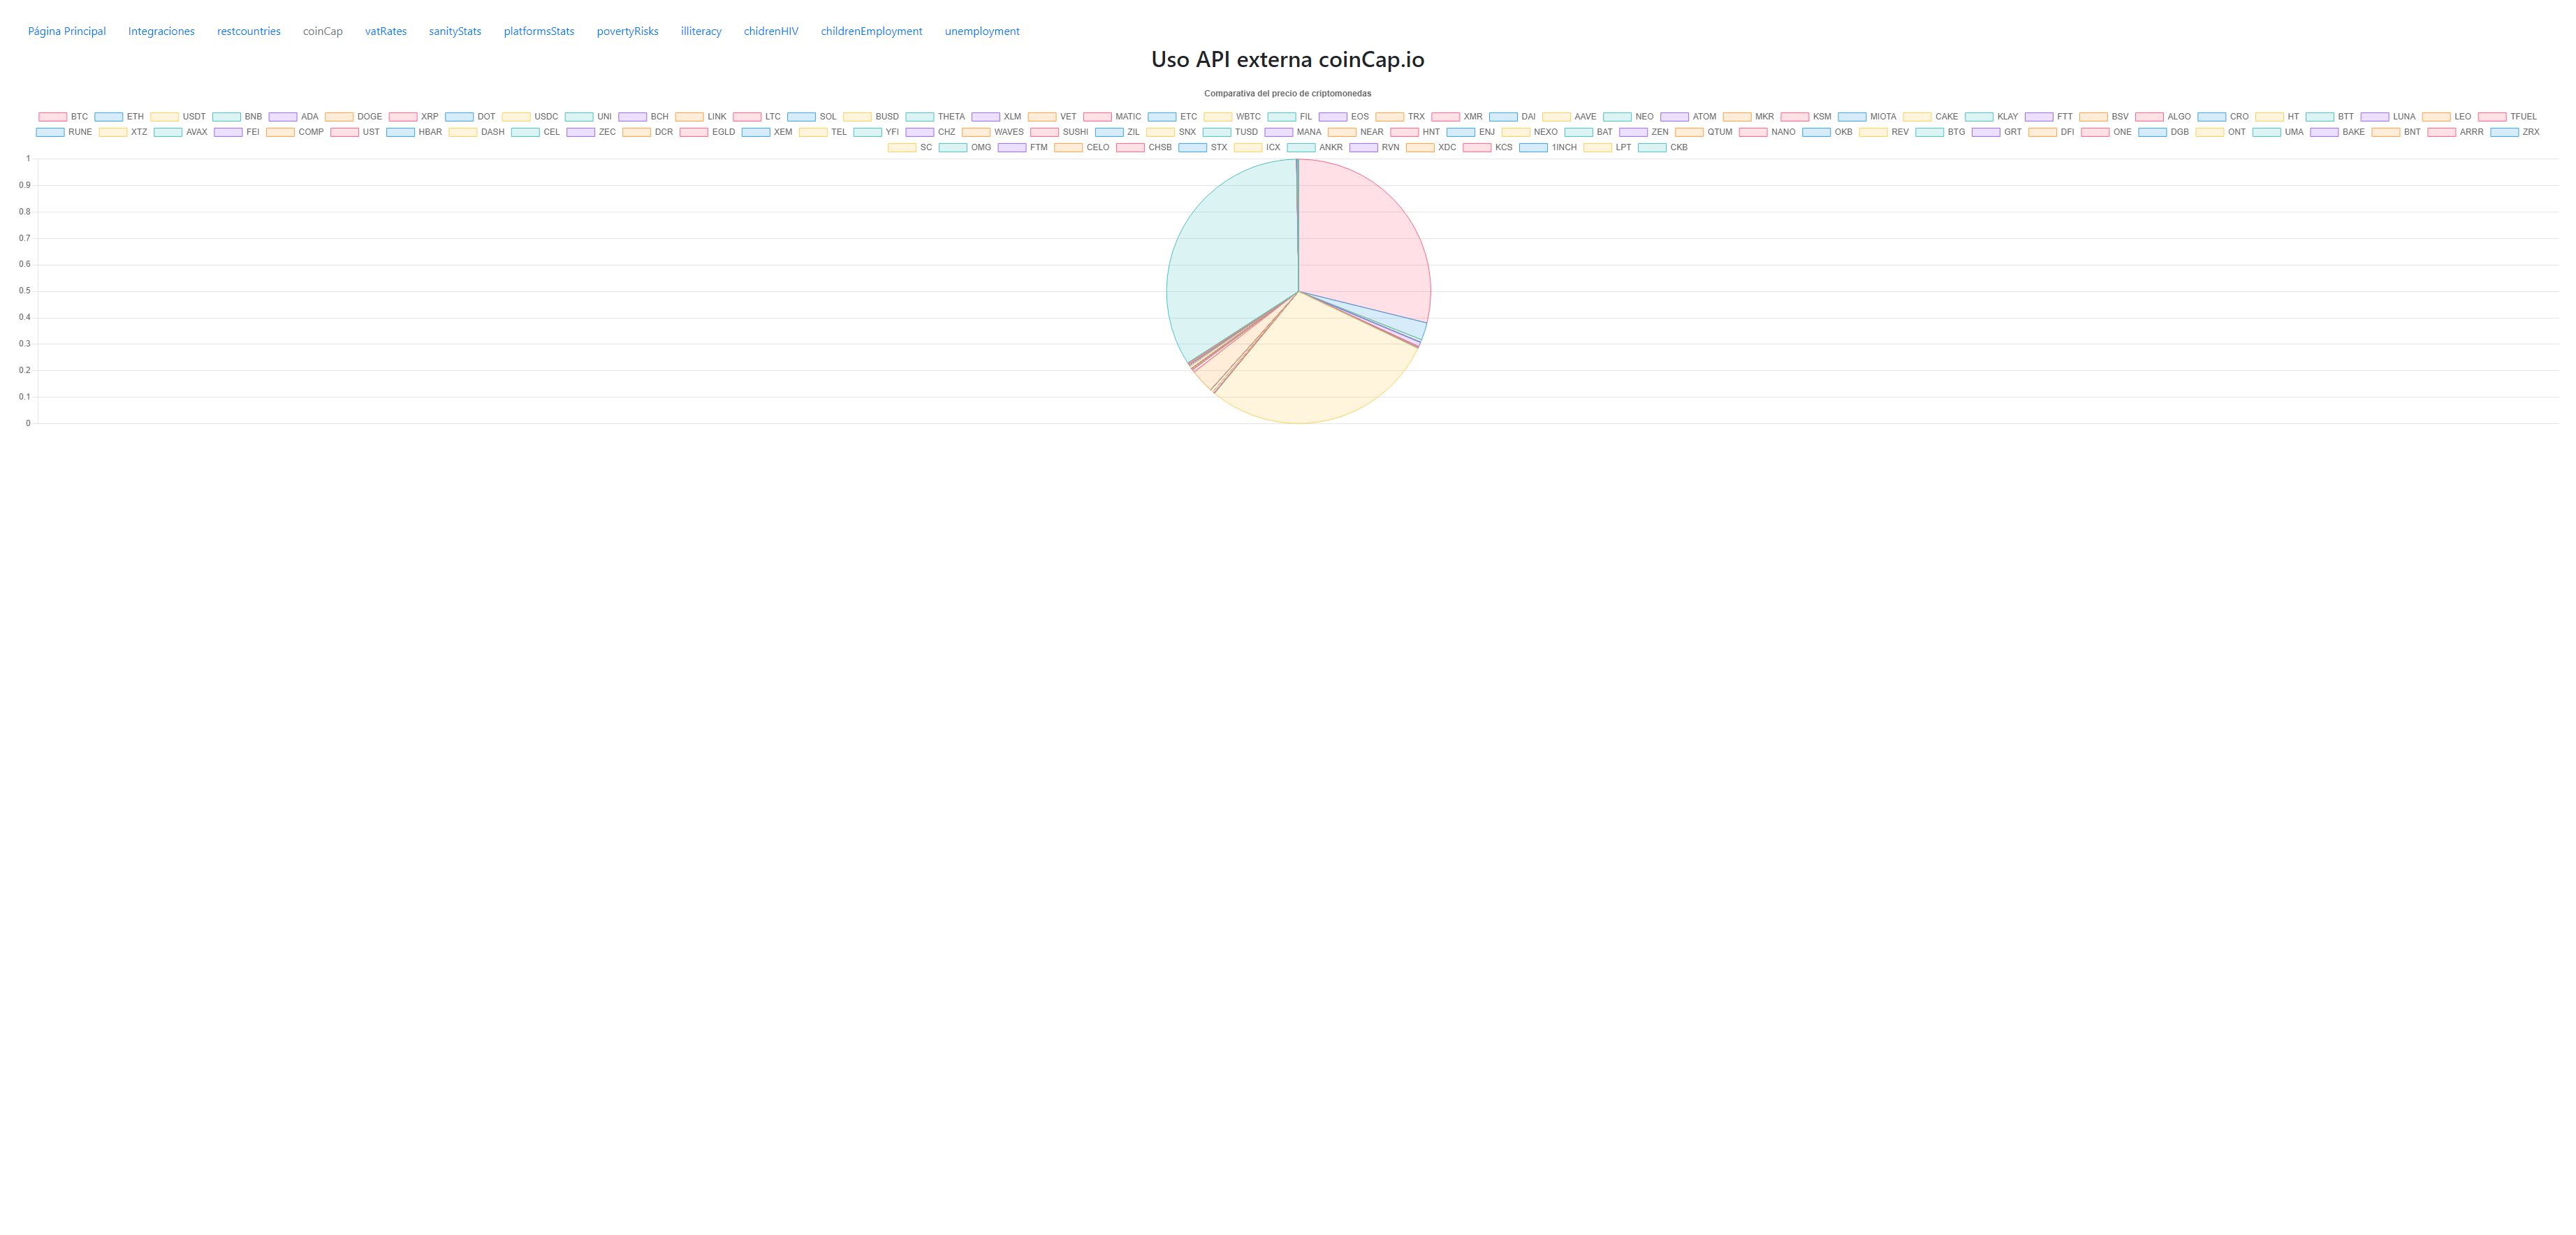 Página Principal Integraciones restcountries coinCap vatRates sanityStats platformsStats povertyRisks illiteracy chidrenHIV childrenEmployment unemployment
Uso API externa coinCap.io
Comparativa del precio de criptomonedas
BTC ETH USDT BNB ADA DOGE XRP DOT USDC UNI BCH LINK LTC SOL BUSD THETA XLM VET MATIC ETC WBTC FIL EOS TRX XMR DAI AAVE NEO ATOM MKR KSM MIOTA CAKE KLAY FTT BSV ALGO CRO HT BTT LUNA LEO TFUEL
RUNE XTZ AVAX FEI COMP UST HBAR DASH CEL ZEC DCR EGLD XEM TEL YFI CHZ WAVES SUSHI ZIL SNX TUSD MANA NEAR HNT ENJ NEXO BAT ZEN QTUM NANO OKB REV BTG GRT DFI ONE DGB ONT UMA BAKE BNT ARRR ZRX
SC OMG FTM CELO CHSB STX ICX ANKR RVN XDC KCS 1INCH LPT CKB
1
0.9
0.8
0.7
0.6
0.5
0.4
0.3
0.2
0.1
0